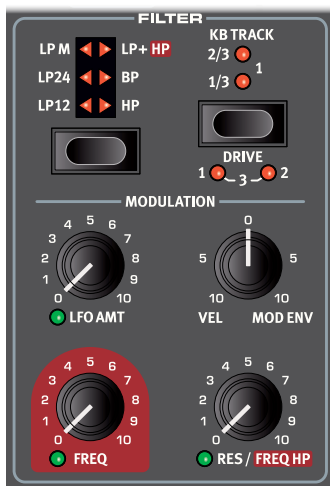 FILTER
KB TRACK
LP M LP+ HP 2/3
1
LP24 BP 1/3
LP12 HP
DRIVE
1 3 2
MODULATION
0 1 2 3 4 5 6 7 8 9 10
LFO AMT
10 5 0 5 10
VEL MOD ENV
0 1 2 3 4 5 6 7 8 9 10
FREQ
0 1 2 3 4 5 6 7 8 9 10
RES / FREQ HP